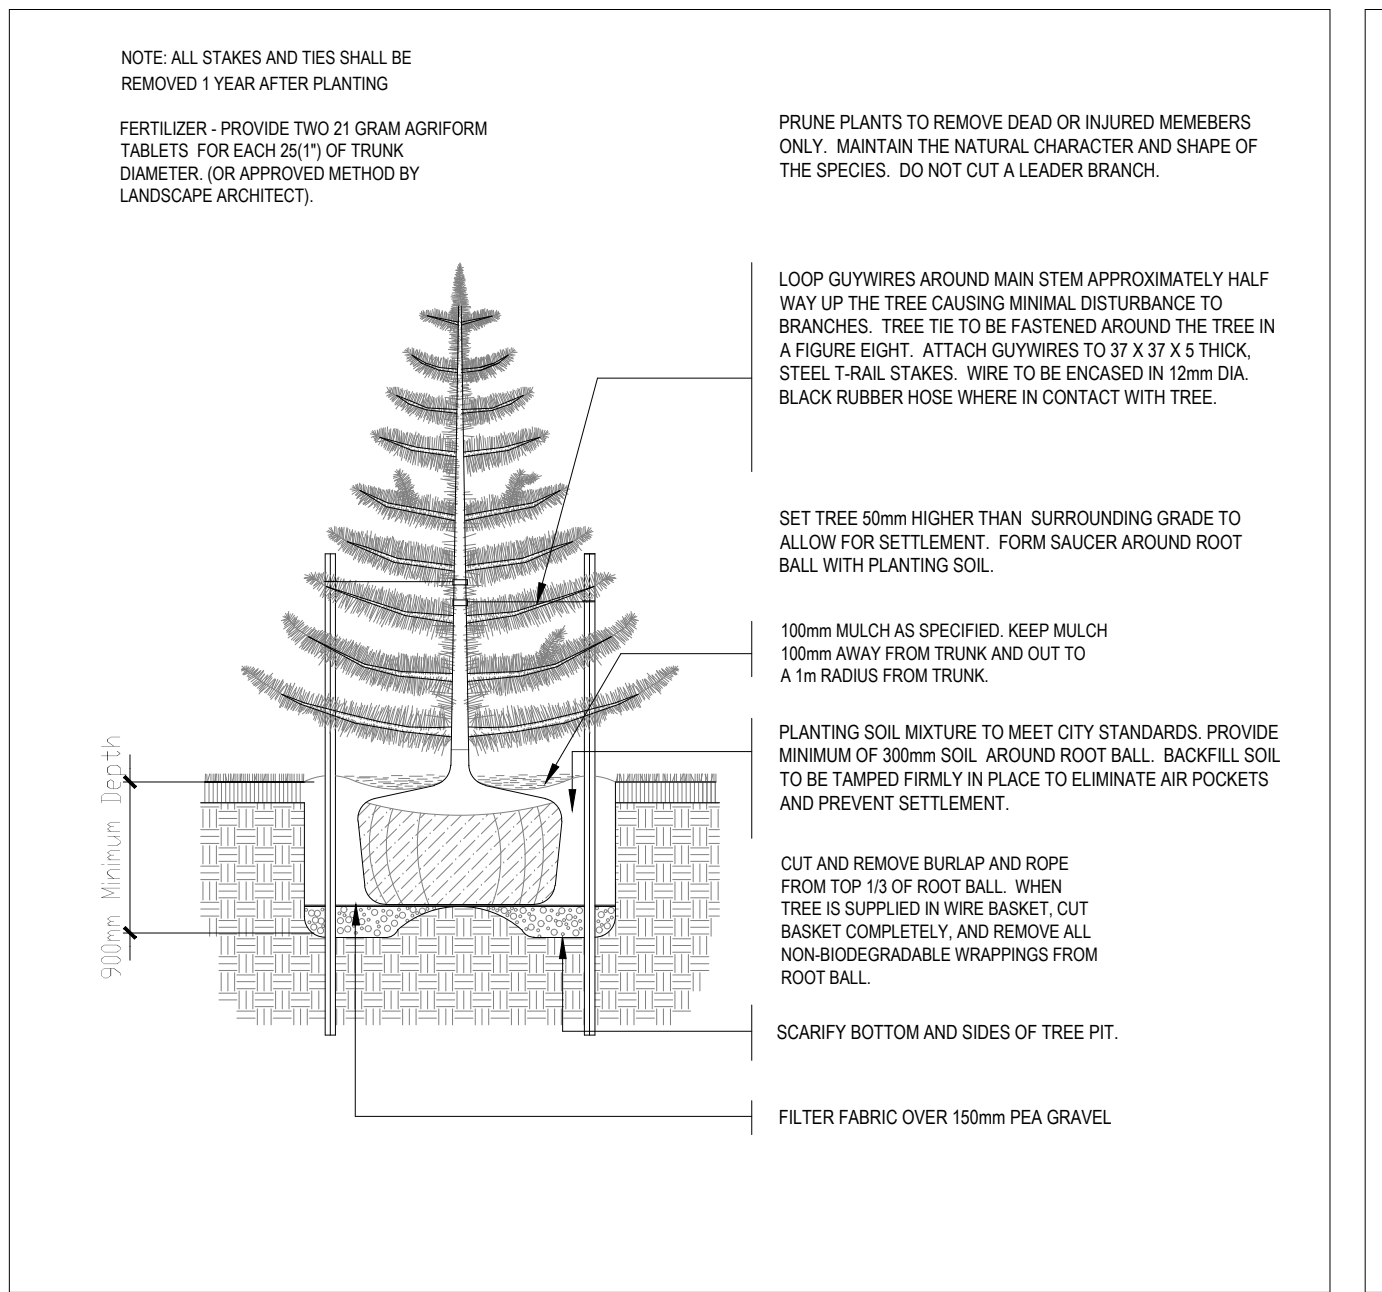 NOTE: ALL STAKES AND TIES SHALL BE
REMOVED 1 YEAR AFTER PLANTING
FERTILIZER - PROVIDE TWO 21 GRAM AGRIFORM
TABLETS FOR EACH 25(1") OF TRUNK
DIAMETER. (OR APPROVED METHOD BY
LANDSCAPE ARCHITECT).
PRUNE PLANTS TO REMOVE DEAD OR INJURED MEMEBERS
ONLY. MAINTAIN THE NATURAL CHARACTER AND SHAPE OF
THE SPECIES. DO NOT CUT A LEADER BRANCH.
LOOP GUYWIRES AROUND MAIN STEM APPROXIMATELY HALF
WAY UP THE TREE CAUSING MINIMAL DISTURBANCE TO
BRANCHES. TREE TIE TO BE FASTENED AROUND THE TREE IN
A FIGURE EIGHT. ATTACH GUYWIRES TO 37 X 37 X 5 THICK,
STEEL T-RAIL STAKES. WIRE TO BE ENCASED IN 12mm DIA.
BLACK RUBBER HOSE WHERE IN CONTACT WITH TREE.
SET TREE 50mm HIGHER THAN SURROUNDING GRADE TO
ALLOW FOR SETTLEMENT. FORM SAUCER AROUND ROOT
BALL WITH PLANTING SOIL.
100mm MULCH AS SPECIFIED. KEEP MULCH
100mm AWAY FROM TRUNK AND OUT TO
A 1m RADIUS FROM TRUNK.
PLANTING SOIL MIXTURE TO MEET CITY STANDARDS. PROVIDE
MINIMUM OF 300mm SOIL AROUND ROOT BALL. BACKFILL SOIL
TO BE TAMPED FIRMLY IN PLACE TO ELIMINATE AIR POCKETS
AND PREVENT SETTLEMENT.
CUT AND REMOVE BURLAP AND ROPE
FROM TOP 1/3 OF ROOT BALL. WHEN
TREE IS SUPPLIED IN WIRE BASKET, CUT
BASKET COMPLETELY, AND REMOVE ALL
NON-BIODEGRADABLE WRAPPINGS FROM
ROOT BALL.
SCARIFY BOTTOM AND SIDES OF TREE PIT.
FILTER FABRIC OVER 150mm PEA GRAVEL
900mm Minimum Depth